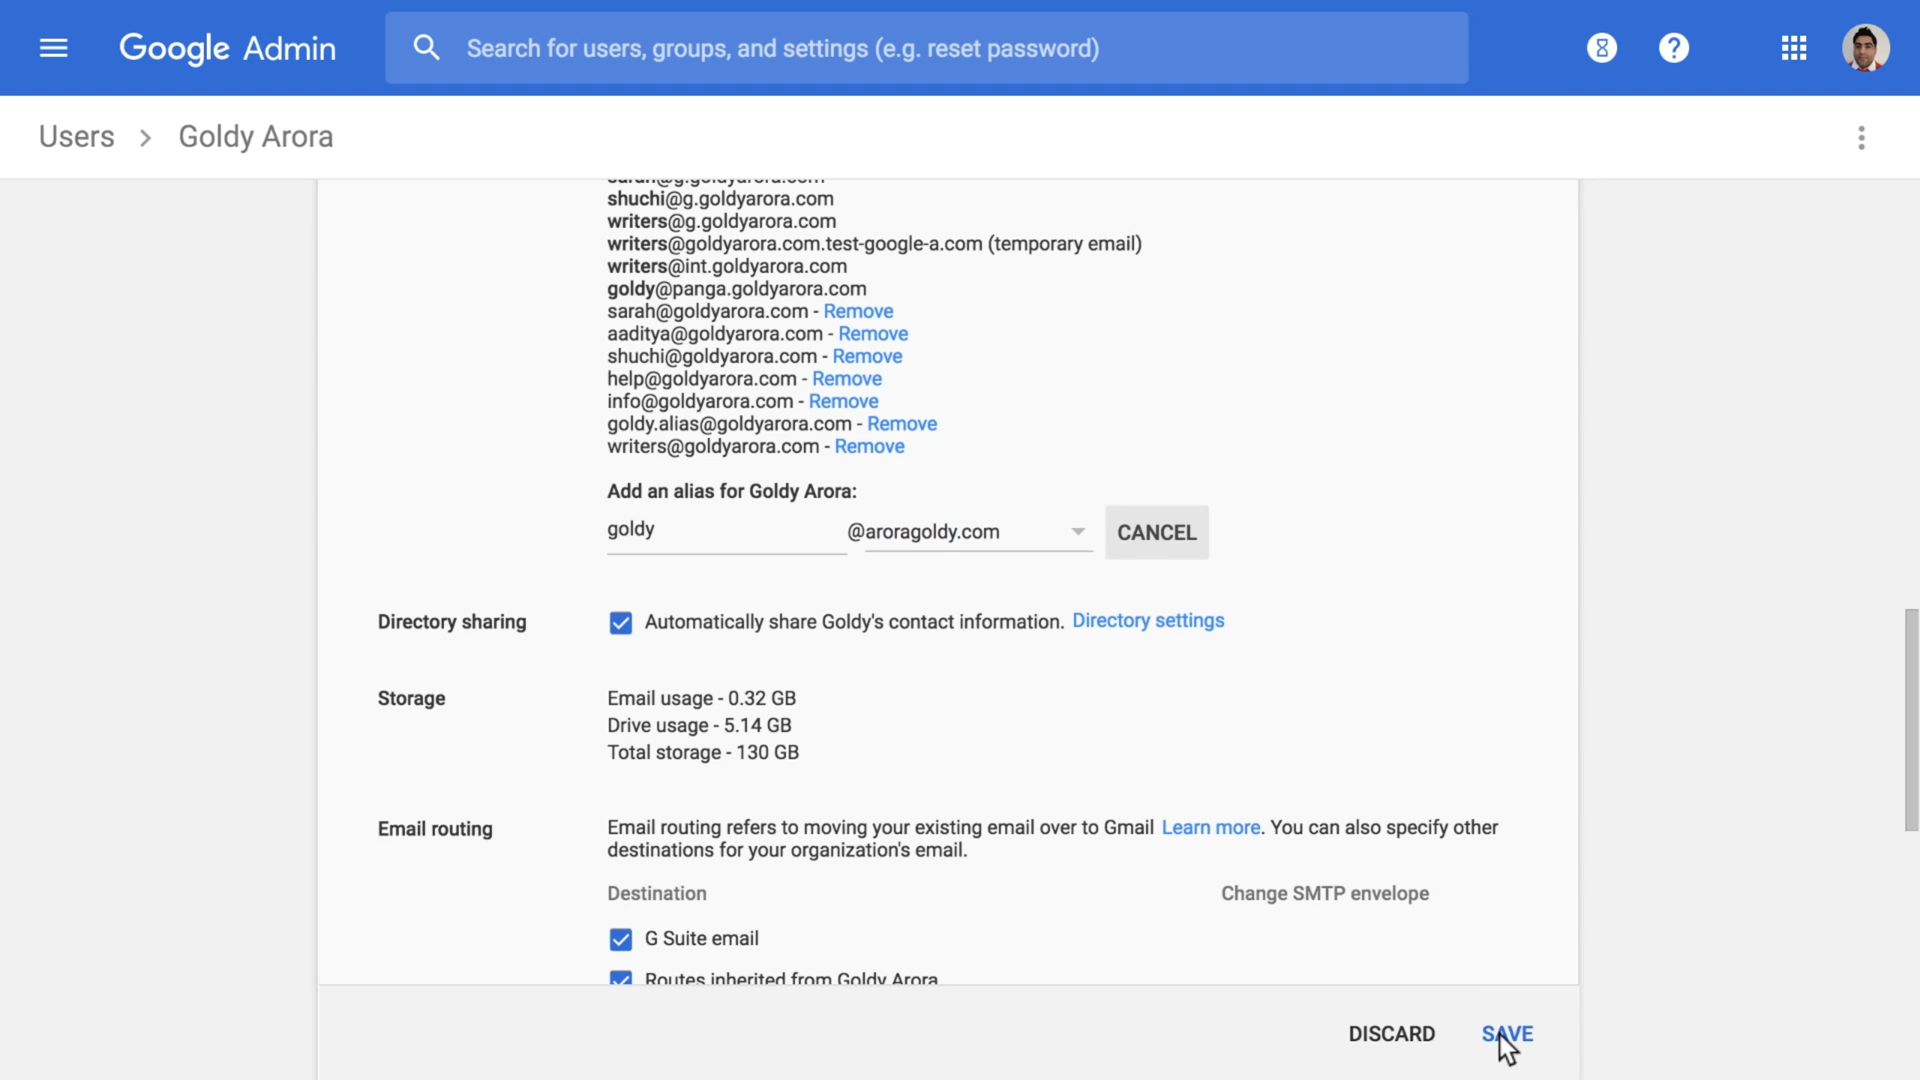 Google Admin
Search for users, groups, and settings (e.g. reset password)
Users > Goldy Arora
sarah@g.goldyarora.com
shuchi@g.goldyarora.com
writers@g.goldyarora.com
writers@goldyarora.com.test-google-a.com (temporary email)
writers@int.goldyarora.com
goldy@panga.goldyarora.com
sarah@goldyarora.com - Remove
aaditya@goldyarora.com - Remove
shuchi@goldyarora.com - Remove
help@goldyarora.com - Remove
info@goldyarora.com - Remove
goldy.alias@goldyarora.com - Remove
writers@goldyarora.com - Remove
Add an alias for Goldy Arora:
goldy @aroragoldy.com CANCEL
Directory sharing Automatically share Goldy's contact information. Directory settings
Storage Email usage - 0.32 GB
Drive usage - 5.14 GB
Total storage - 130 GB
Email routing Email routing refers to moving your existing email over to Gmail Learn more. You can also specify other
destinations for your organization's email.
Destination Change SMTP envelope
G Suite email
Routes inherited from Goldy Arora
DISCARD SAVE